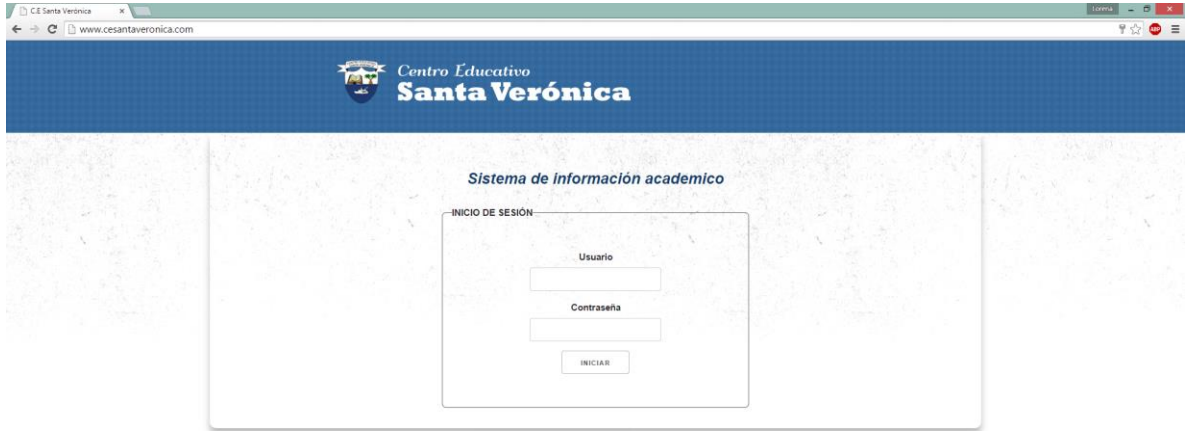 C.E Santa Verónica
Lorena
www.cesantaveronica.com
ABP
Centro Educativo
Santa Verónica
Sistema de información academico
INICIO DE SESIÓN
Usuario
Contraseña
INICIAR